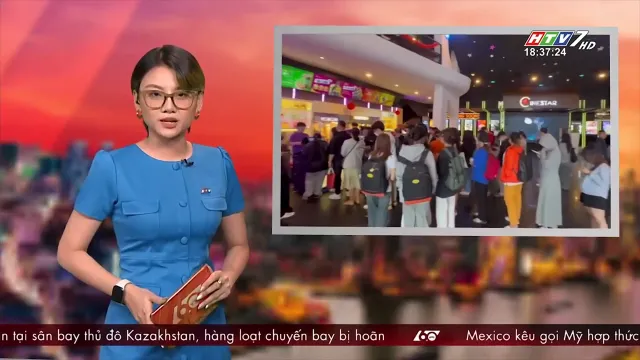 HTV7 HD
18:37:24
CINESTAR
n tại sân bay thủ đô Kazakhstan, hàng loạt chuyến bay bị hoãn
60
Mexico kêu gọi Mỹ hợp thức